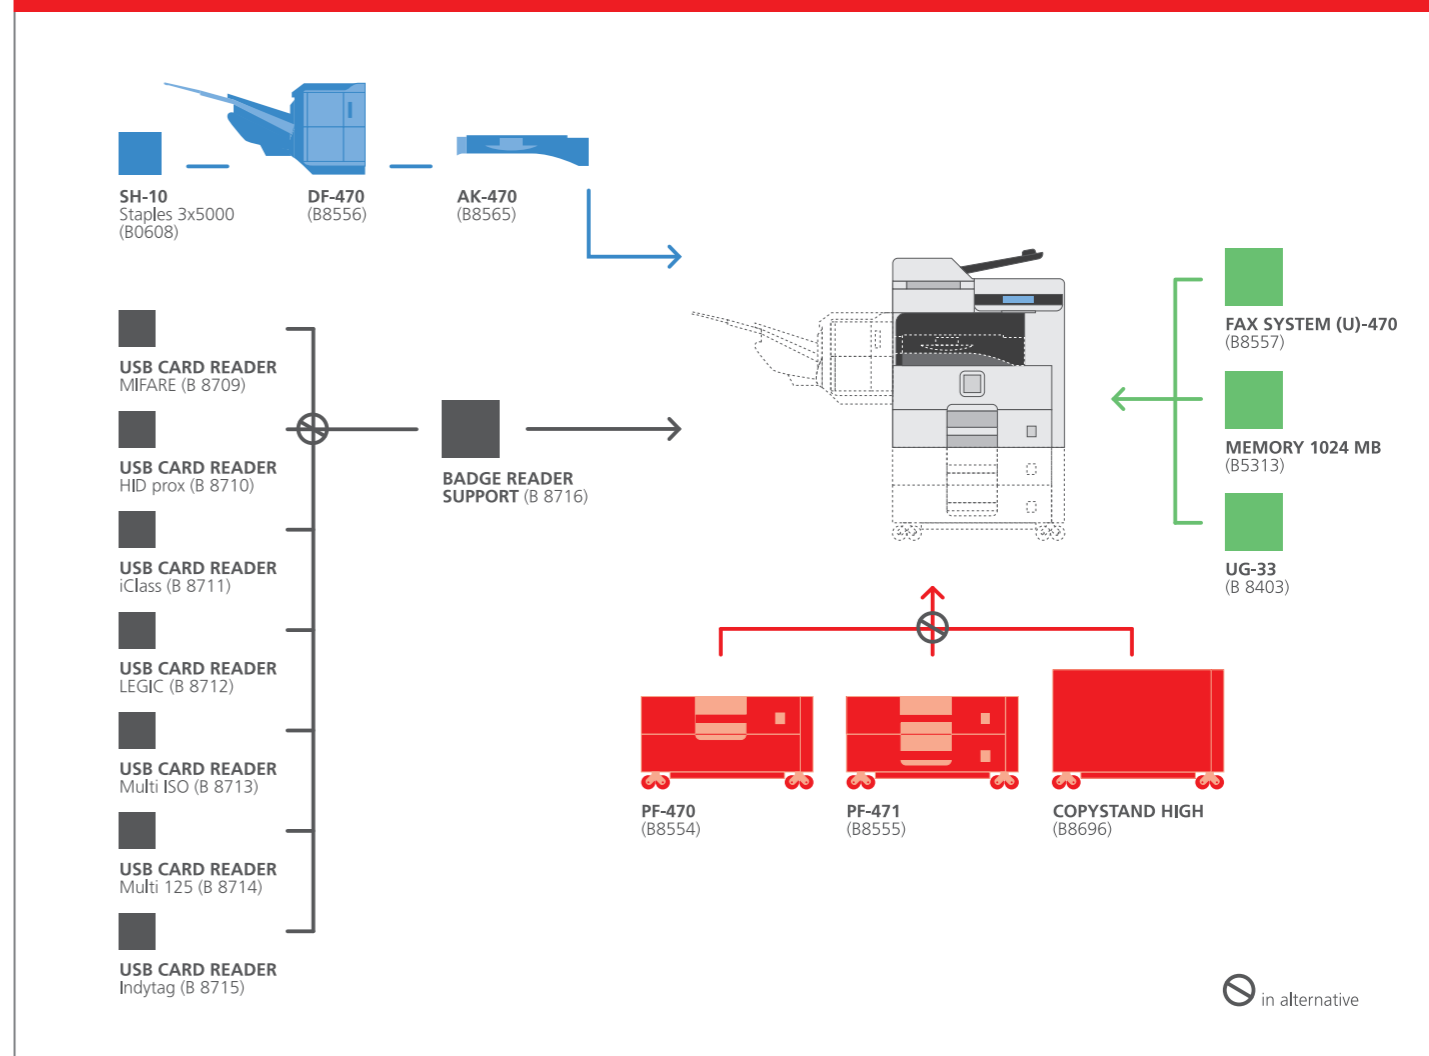 SH-10
Staples 3x5000
(B0608)
DF-470
(B8556)
AK-470
(B8565)
USB CARD READER
MIFARE (B 8709)
USB CARD READER
HID prox (B 8710)
USB CARD READER
iClass (B 8711)
USB CARD READER
LEGIC (B 8712)
USB CARD READER
Multi ISO (B 8713)
USB CARD READER
Multi 125 (B 8714)
USB CARD READER
Indytag (B 8715)
BADGE READER
SUPPORT (B 8716)
FAX SYSTEM (U)-470
(B8557)
MEMORY 1024 MB
(B5313)
UG-33
(B 8403)
PF-470
(B8554)
PF-471
(B8555)
COPYSTAND HIGH
(B8696)
in alternative